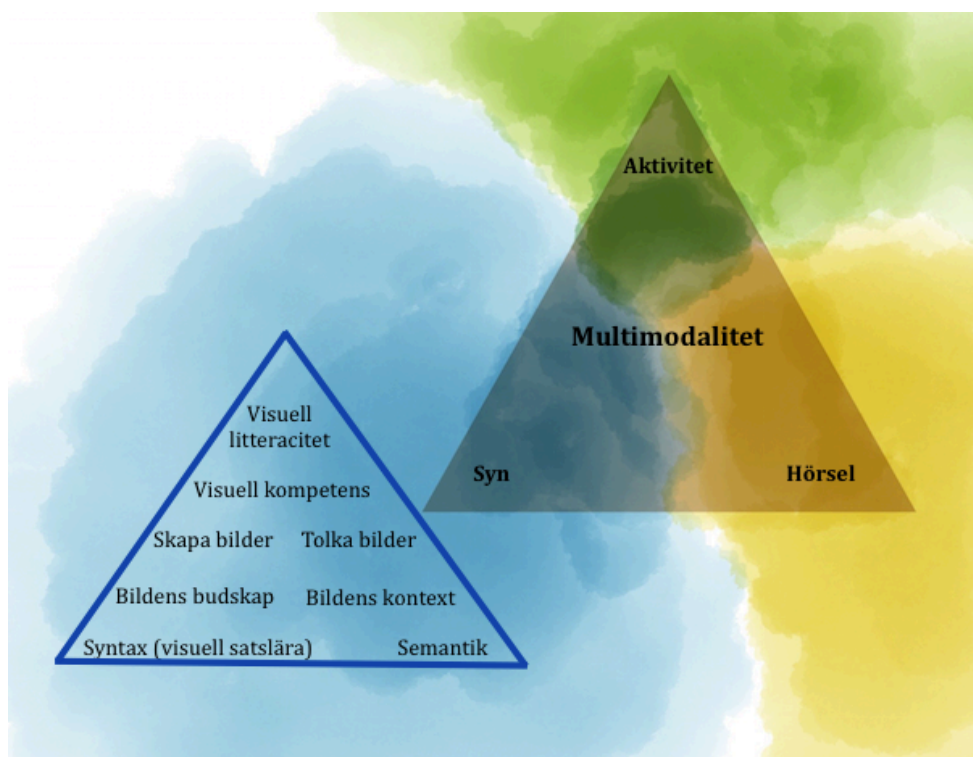 Aktivitet
Multimodalitet
Syn
Hörsel
Visuell
litteracitet
Visuell kompetens
Skapa bilder
Tolka bilder
Bildens budskap
Bildens kontext
Syntax (visuell satslära)
Semantik